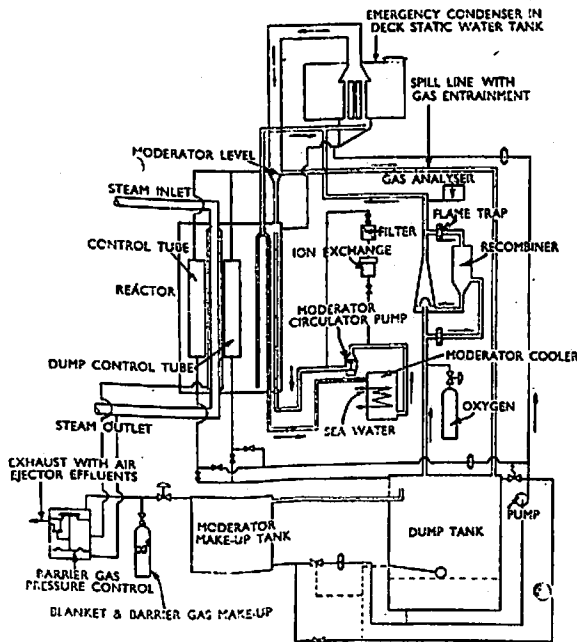 EMERGENCY CONDENSER IN
DECK STATIC WATER TANK
SPILL LINE WITH
GAS ENTRAINMENT
MODERATOR LEVEL
GAS ANALYSER
STEAM INLET
FLAME TRAP
FILTER
CONTROL TUBE
ION EXCHANGE
RECOMBINER
REACTOR
MODERATOR
CIRCULATOR PUMP
DUMP CONTROL TUBE
MODERATOR COOLER
SEA WATER
OXYGEN
STEAM OUTLET
EXHAUST WITH AIR
EJECTOR EFFLUENTS
MODERATOR
MAKE-UP TANK
DUMP TANK
PUMP
BARRIER GAS
PRESSURE CONTROL
BLANKET & BARRIER GAS MAKE-UP